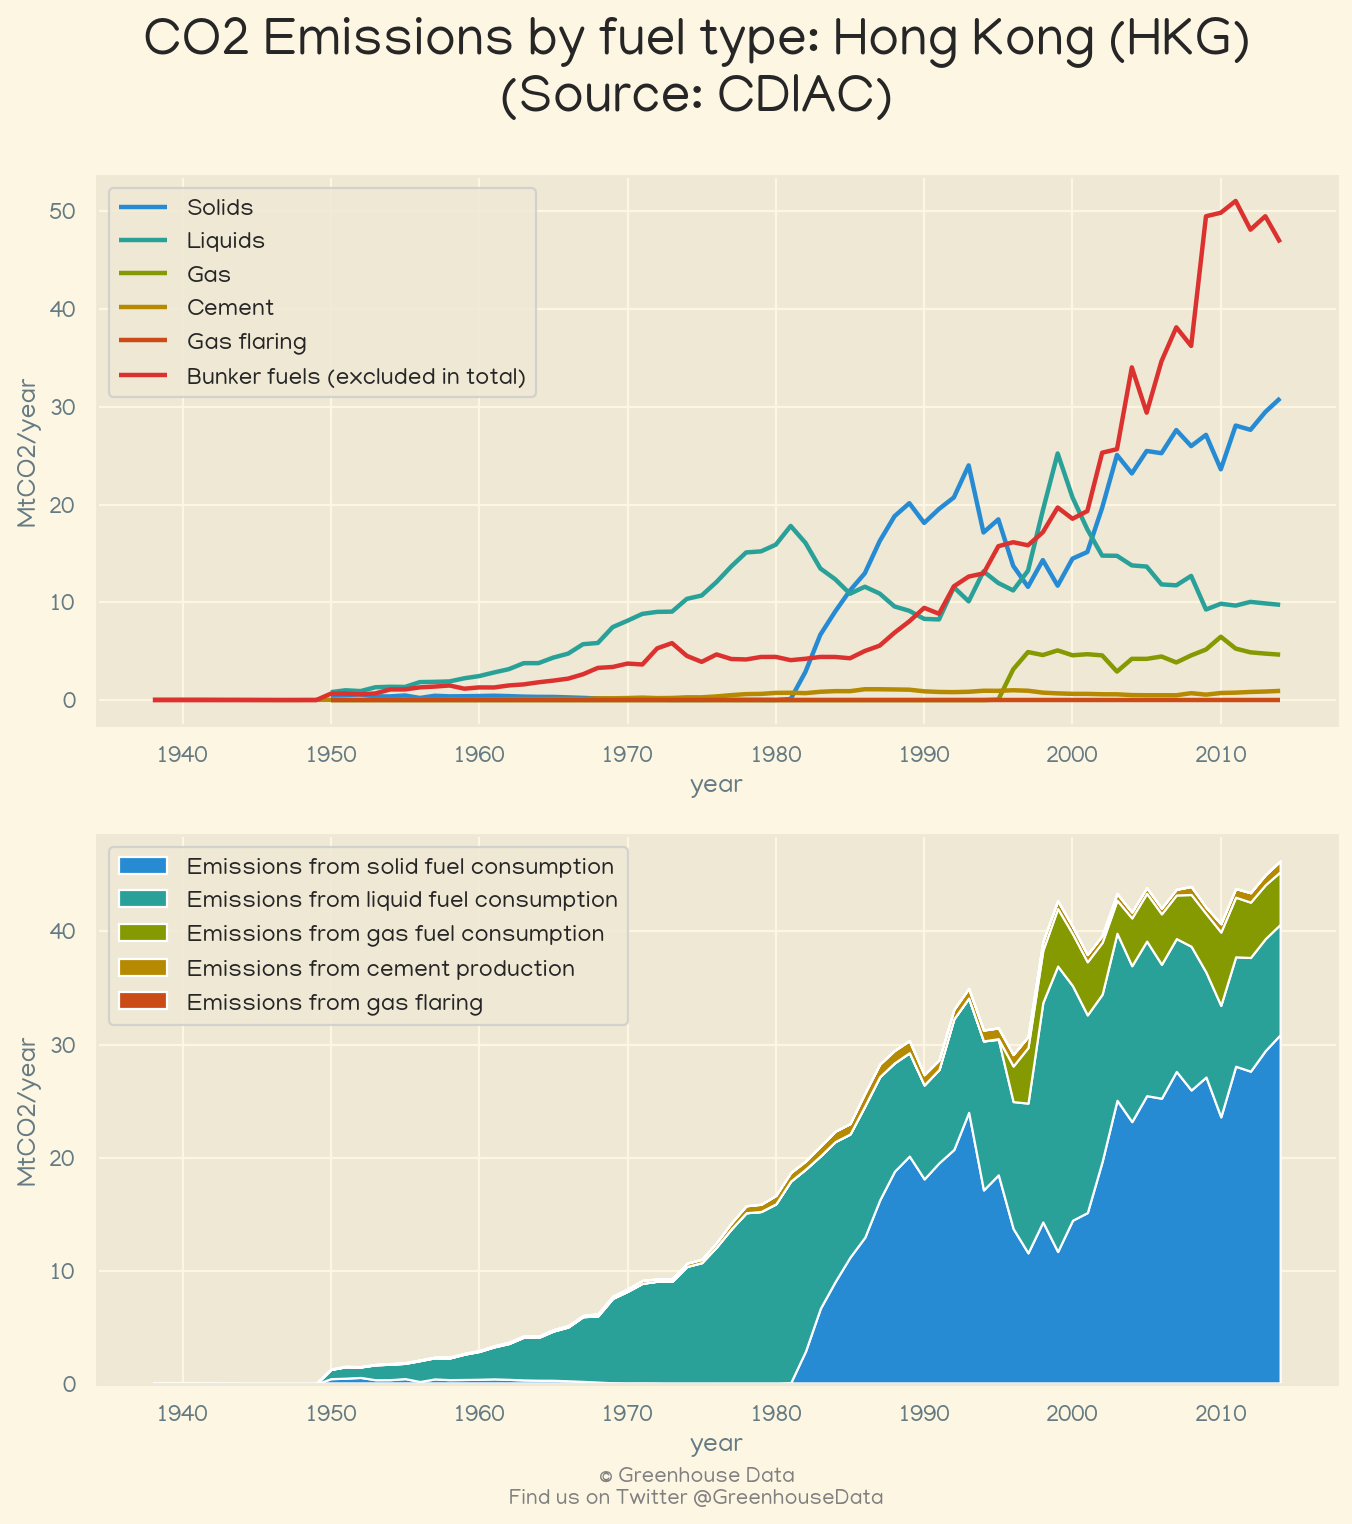 CO2 Emissions by fuel type: Hong Kong (HKG)
(Source: CDIAC)
Solids
Liquids
Gas
Cement
Gas flaring
Bunker fuels (excluded in total)
MtCO2/year
50
40
30
20
10
0
1940 1950 1960 1970 1980 1990 2000 2010
year
Emissions from solid fuel consumption
Emissions from liquid fuel consumption
Emissions from gas fuel consumption
Emissions from cement production
Emissions from gas flaring
MtCO2/year
40
30
20
10
0
1940 1950 1960 1970 1980 1990 2000 2010
year
© Greenhouse Data
Find us on Twitter @GreenhouseData